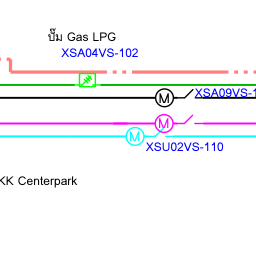 ปั๊ม Gas LPG
XSA04VS-102
XSA09VS-1
M
M
M
XSU02VS-110
KK Centerpark